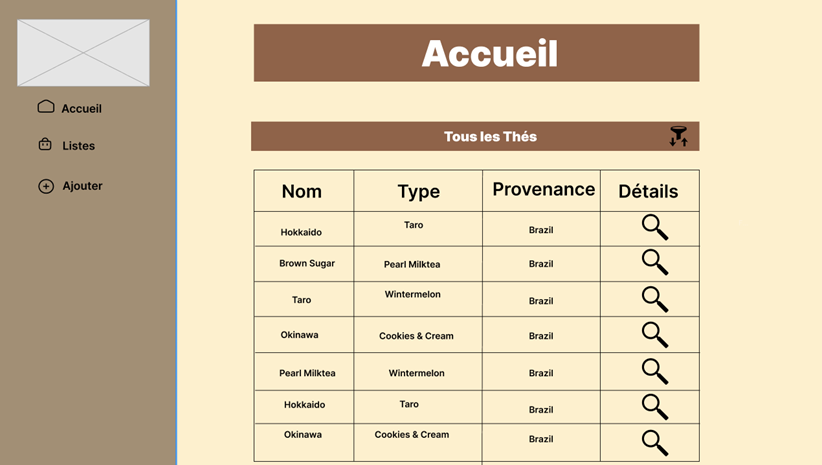 Accueil
Accueil
Listes
Ajouter
Tous les Thés
Nom Type Provenance Détails
Hokkaido Taro Brazil
Brown Sugar Pearl Milktea Brazil
Taro Wintermelon Brazil
Okinawa Cookies & Cream Brazil
Pearl Milktea Wintermelon Brazil
Hokkaido Taro Brazil
Okinawa Cookies & Cream Brazil